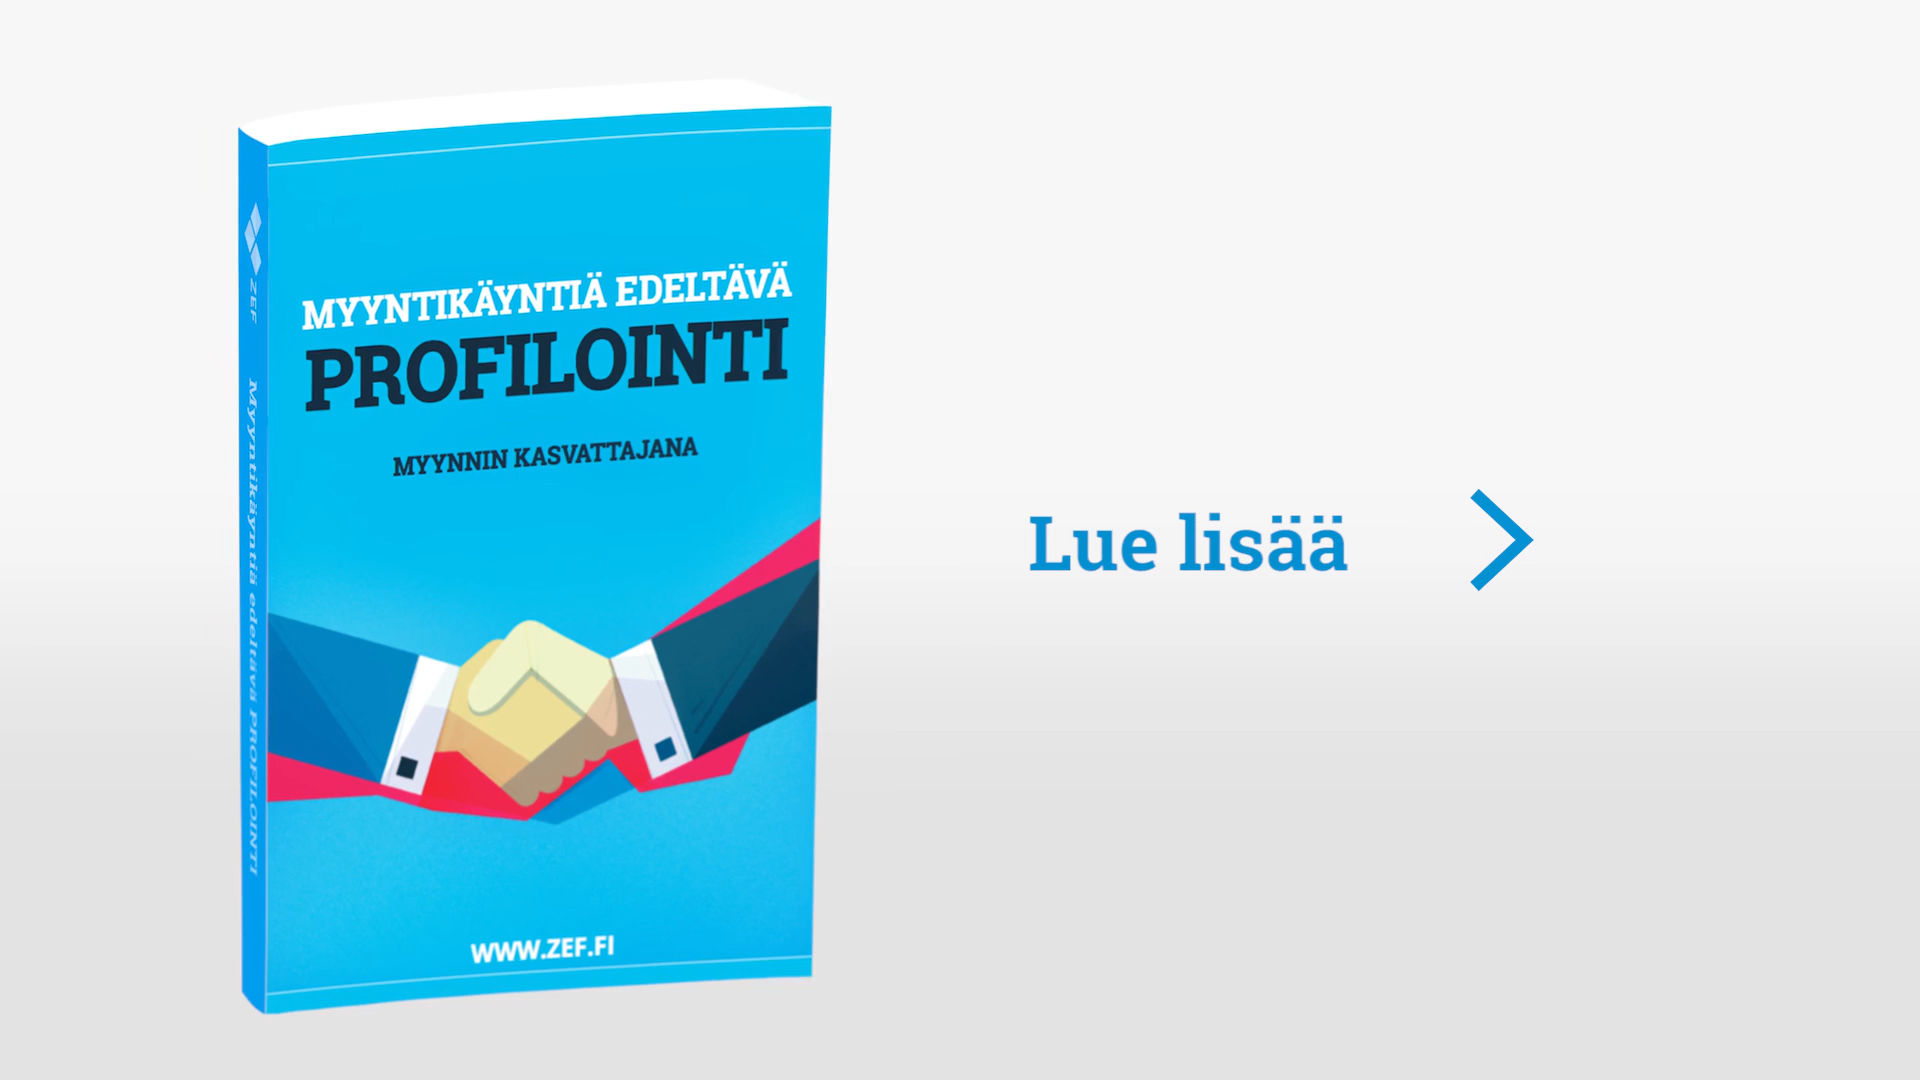 MYYNTIKÄYNTIÄ EDELTÄVÄ
PROFILOINTI
MYYNNIN KASVATTAJANA
WWW.ZEF.FI
ZEF
Myyntikäyntiä edeltävä PROFILOINTI
Lue lisää